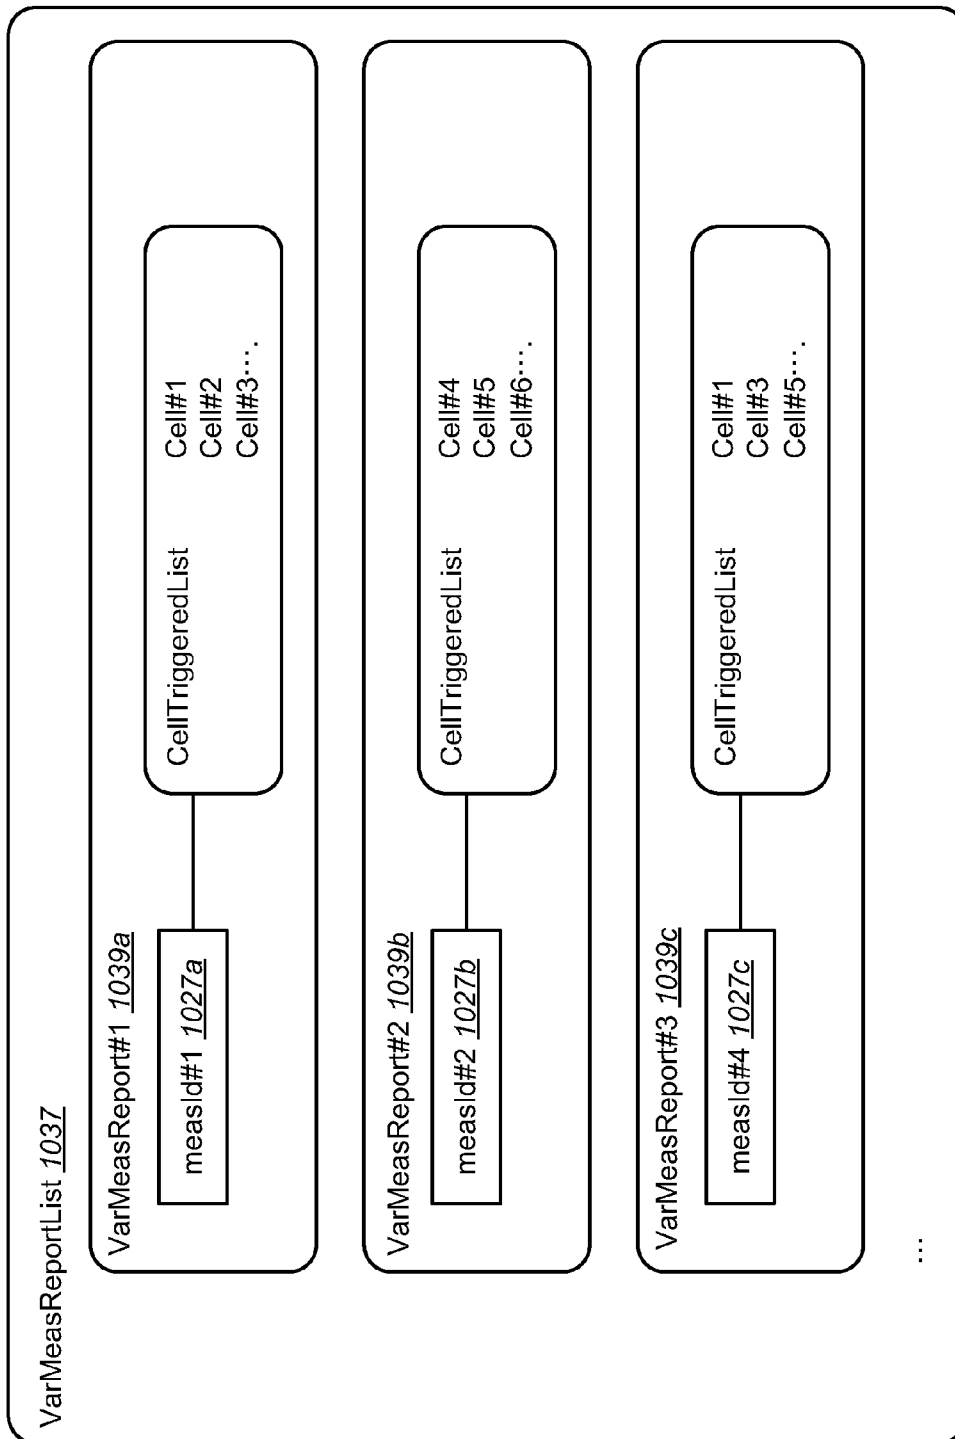 VarMeasReportList 1037
VarMeasReport#1 1039a
measId#1 1027a
CellTriggeredList
Cell#1
Cell#2
Cell#3‥‥.
VarMeasReport#2 1039b
measId#2 1027b
CellTriggeredList
Cell#4
Cell#5
Cell#6‥‥.
VarMeasReport#3 1039c
measId#4 1027c
CellTriggeredList
Cell#1
Cell#3
Cell#5‥‥.
...